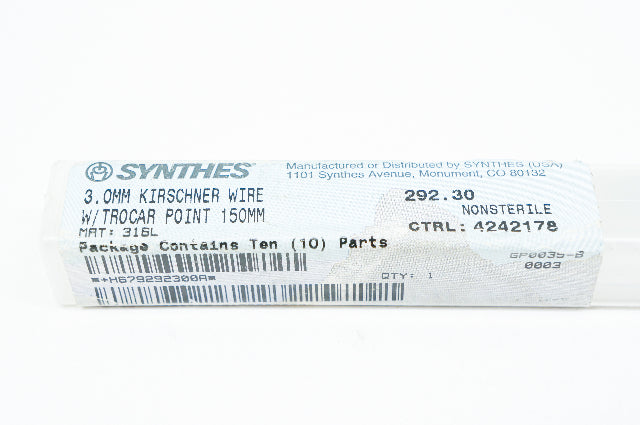 SYNTHES®
Manufactured or Distributed by SYNTHES (USA)
1101 Synthes Avenue, Monument, CO 80132
3.0MM KIRSCHNER WIRE
W/TROCAR POINT 150MM
MAT: 316L
Package Contains Ten (10) Parts
292.30
NONSTERILE
CTRL: 4242178
GP0035-B
0003
*+H679292300A*
QTY: 1